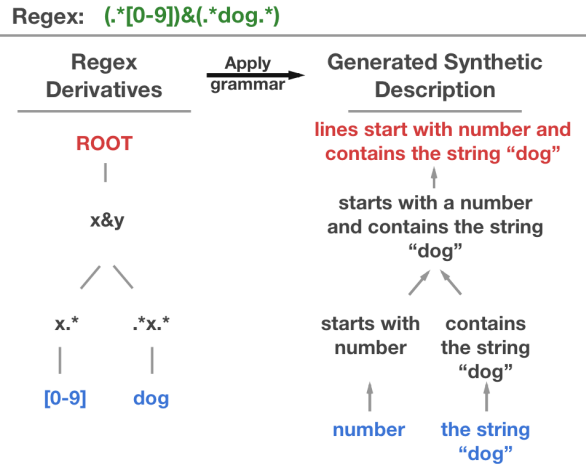 Regex: (.*[0-9])&(.*dog.*)
Regex
Derivatives
Apply
grammar
Generated Synthetic
Description
ROOT
x&y
x.* .*x.*
[0-9] dog
lines start with number and
contains the string “dog”
starts with a number
and contains the string
“dog”
starts with
number
contains
the string
“dog”
number
the string
“dog”